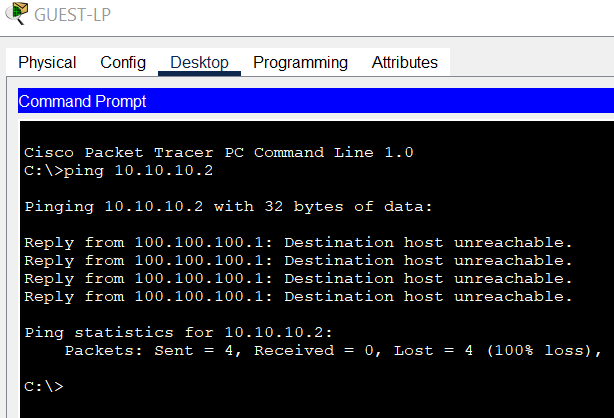 GUEST-LP
Physical Config Desktop Programming Attributes
Command Prompt
Cisco Packet Tracer PC Command Line 1.0
C:\>ping 10.10.10.2
Pinging 10.10.10.2 with 32 bytes of data:
Reply from 100.100.100.1: Destination host unreachable.
Reply from 100.100.100.1: Destination host unreachable.
Reply from 100.100.100.1: Destination host unreachable.
Reply from 100.100.100.1: Destination host unreachable.
Ping statistics for 10.10.10.2:
Packets: Sent = 4, Received = 0, Lost = 4 (100% loss),
C:\>